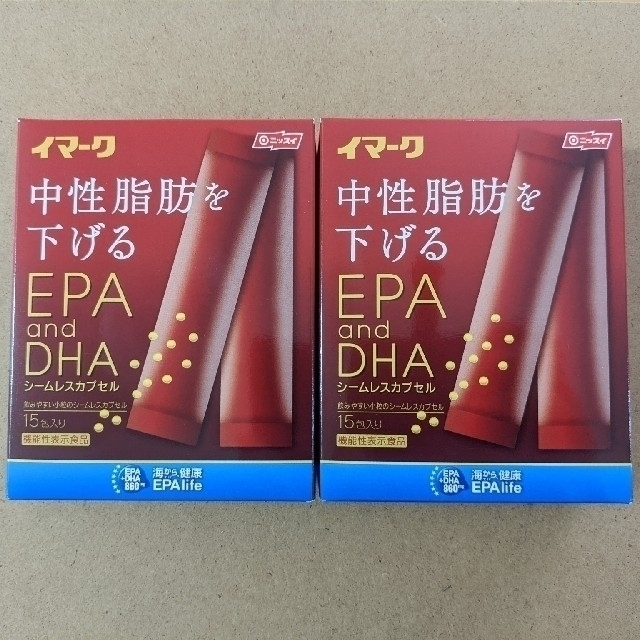 イマーク
ニッスイ
中性脂肪を
下げる
EPA
and
DHA
シームレスカプセル
飲みやすい小粒のシームレスカプセル
15包入り
機能性表示食品
EPA
+DHA
860mg
海から、健康
EPAlife
イマーク
ニッスイ
中性脂肪を
下げる
EPA
and
DHA
シームレスカプセル
飲みやすい小粒のシームレスカプセル
15包入り
機能性表示食品
EPA
+DHA
860mg
海から、健康
EPAlife